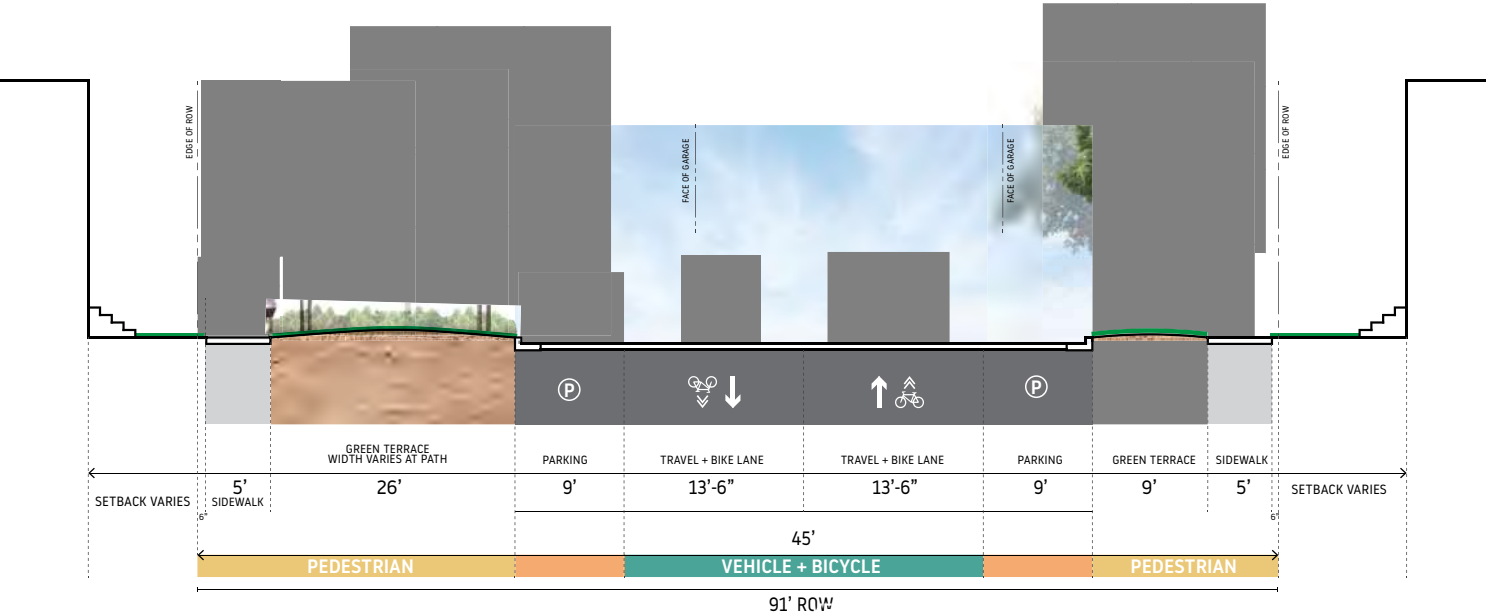 EDGE OF ROW
FACE OF GARAGE
FACE OF GARAGE
EDGE OF ROW
P
P
GREEN TERRACE
WIDTH VARIES AT PATH
PARKING
TRAVEL + BIKE LANE
TRAVEL + BIKE LANE
PARKING
GREEN TERRACE
SIDEWALK
SETBACK VARIES
5’
SIDEWALK
26’
9’
13’-6”
13’-6”
9’
9’
5’
SETBACK VARIES
6”
6”
45’
PEDESTRIAN
VEHICLE + BICYCLE
PEDESTRIAN
91’ ROW